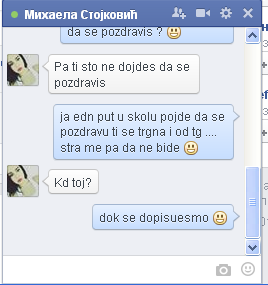 Михаела Стојковић
da se pozdravis ?
Pa ti sto ne dojdes da se
pozdravis
ja edn put u skolu pojde da se
pozdravu ti se trgna i od tg ....
stra me pa da ne bide
Kd toj?
dok se dopisuesmo